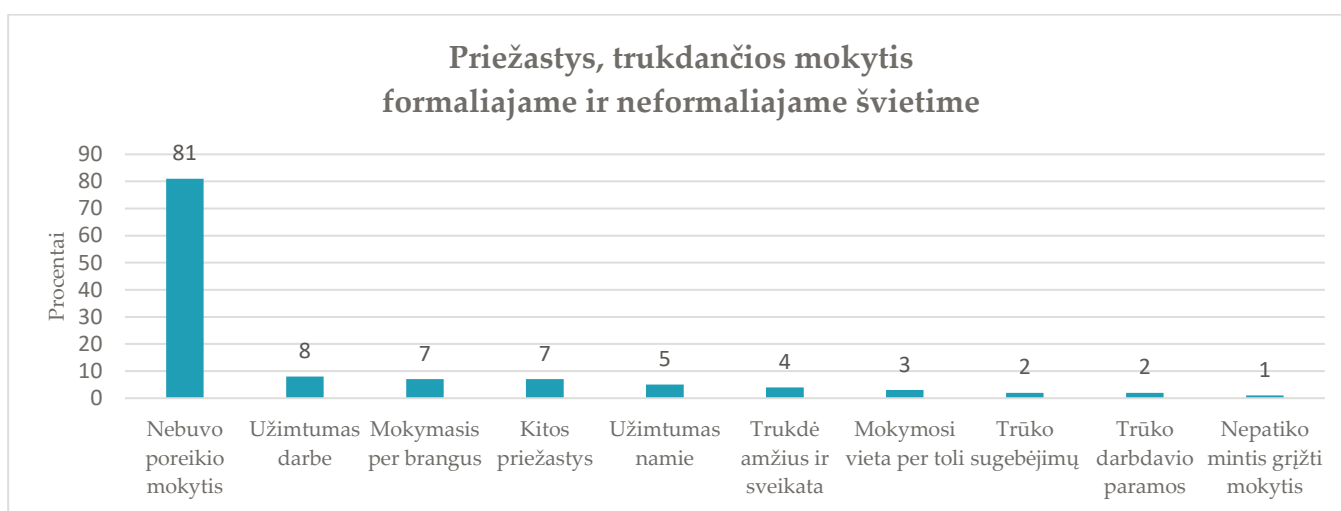 Priežastys, trukdančios mokytis
formaliajame ir neformaliajame švietime
Procentai
90
80
70
60
50
40
30
20
10
0
81
8
7
7
5
4
3
2
2
1
Nebuvo
poreikio
mokytis
Užimtumas
darbe
Mokymasis
per brangus
Kitos
priežastys
Užimtumas
namie
Trukdė
amžius ir
sveikata
Mokymosi
vieta per toli
Trūko
sugebėjimų
Trūko
darbdavio
paramos
Nepatiko
mintis grįžti
mokytis